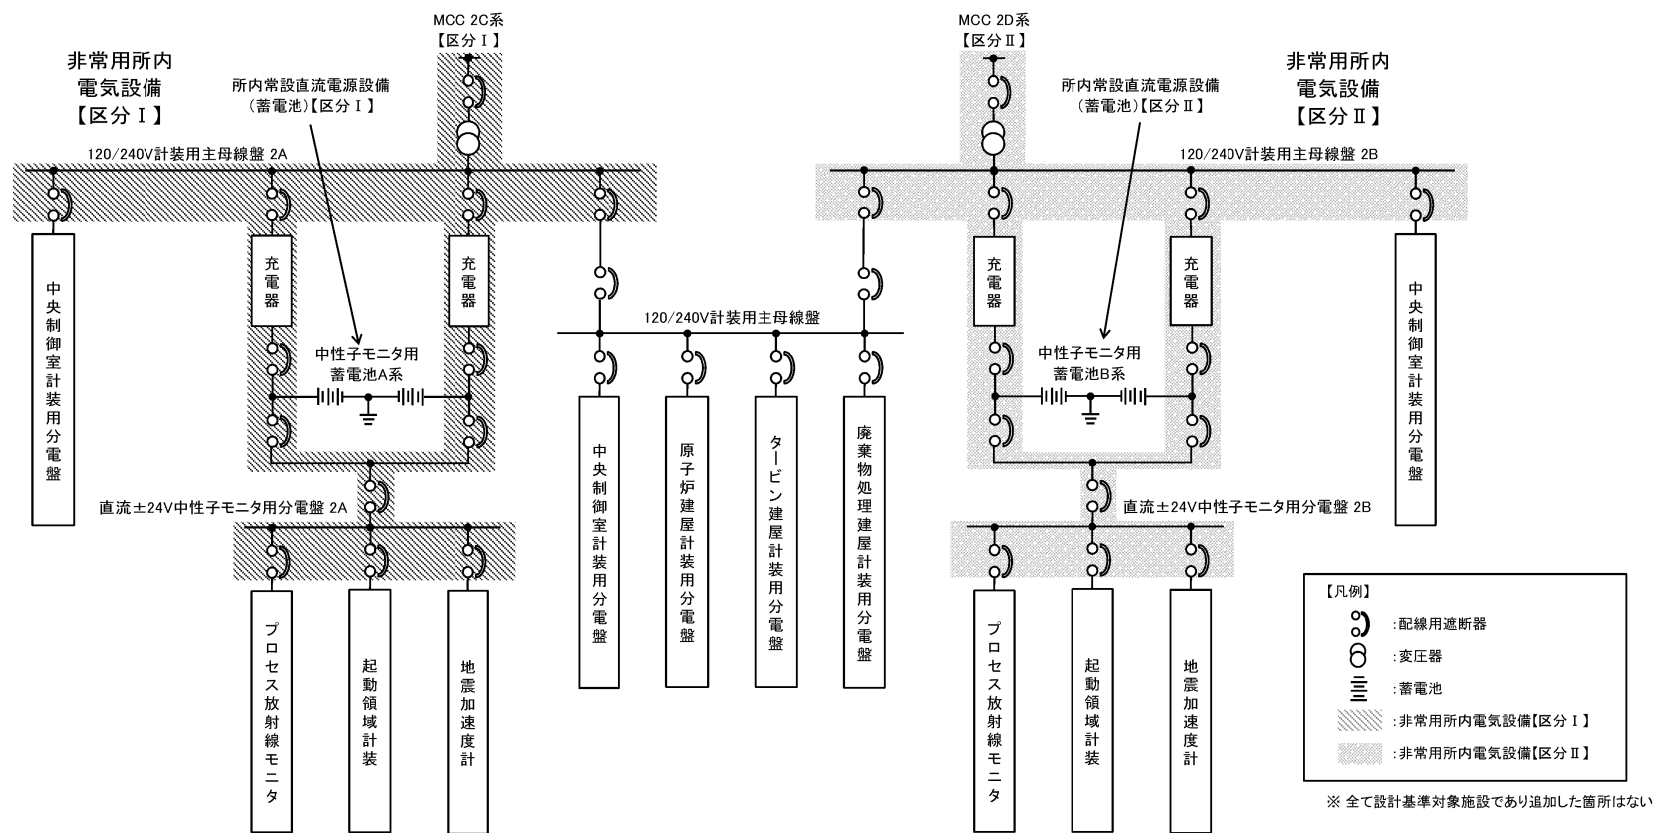 MCC 2C系
【区分Ⅰ】
MCC 2D系
【区分Ⅱ】
非常用所内
電気設備
【区分Ⅰ】
所内常設直流電源設備
(蓄電池)【区分Ⅰ】
所内常設直流電源設備
(蓄電池)【区分Ⅱ】
非常用所内
電気設備
【区分Ⅱ】
120/240V計装用主母線盤 2A
120/240V計装用主母線盤 2B
中央制御室計装用分電盤
充電器
充電器
充電器
充電器
中央制御室計装用分電盤
120/240V計装用主母線盤
中性子モニタ用
蓄電池A系
中性子モニタ用
蓄電池B系
中央制御室計装用分電盤
原子炉建屋計装用分電盤
タービン建屋計装用分電盤
廃棄物処理建屋計装用分電盤
直流±24V中性子モニタ用分電盤 2A
直流±24V中性子モニタ用分電盤 2B
プロセス放射線モニタ
起動領域計装
地震加速度計
プロセス放射線モニタ
起動領域計装
地震加速度計
【凡例】
:配線用遮断器
:変圧器
:蓄電池
:非常用所内電気設備【区分Ⅰ】
:非常用所内電気設備【区分Ⅱ】
※ 全て設計基準対象施設であり追加した箇所はない